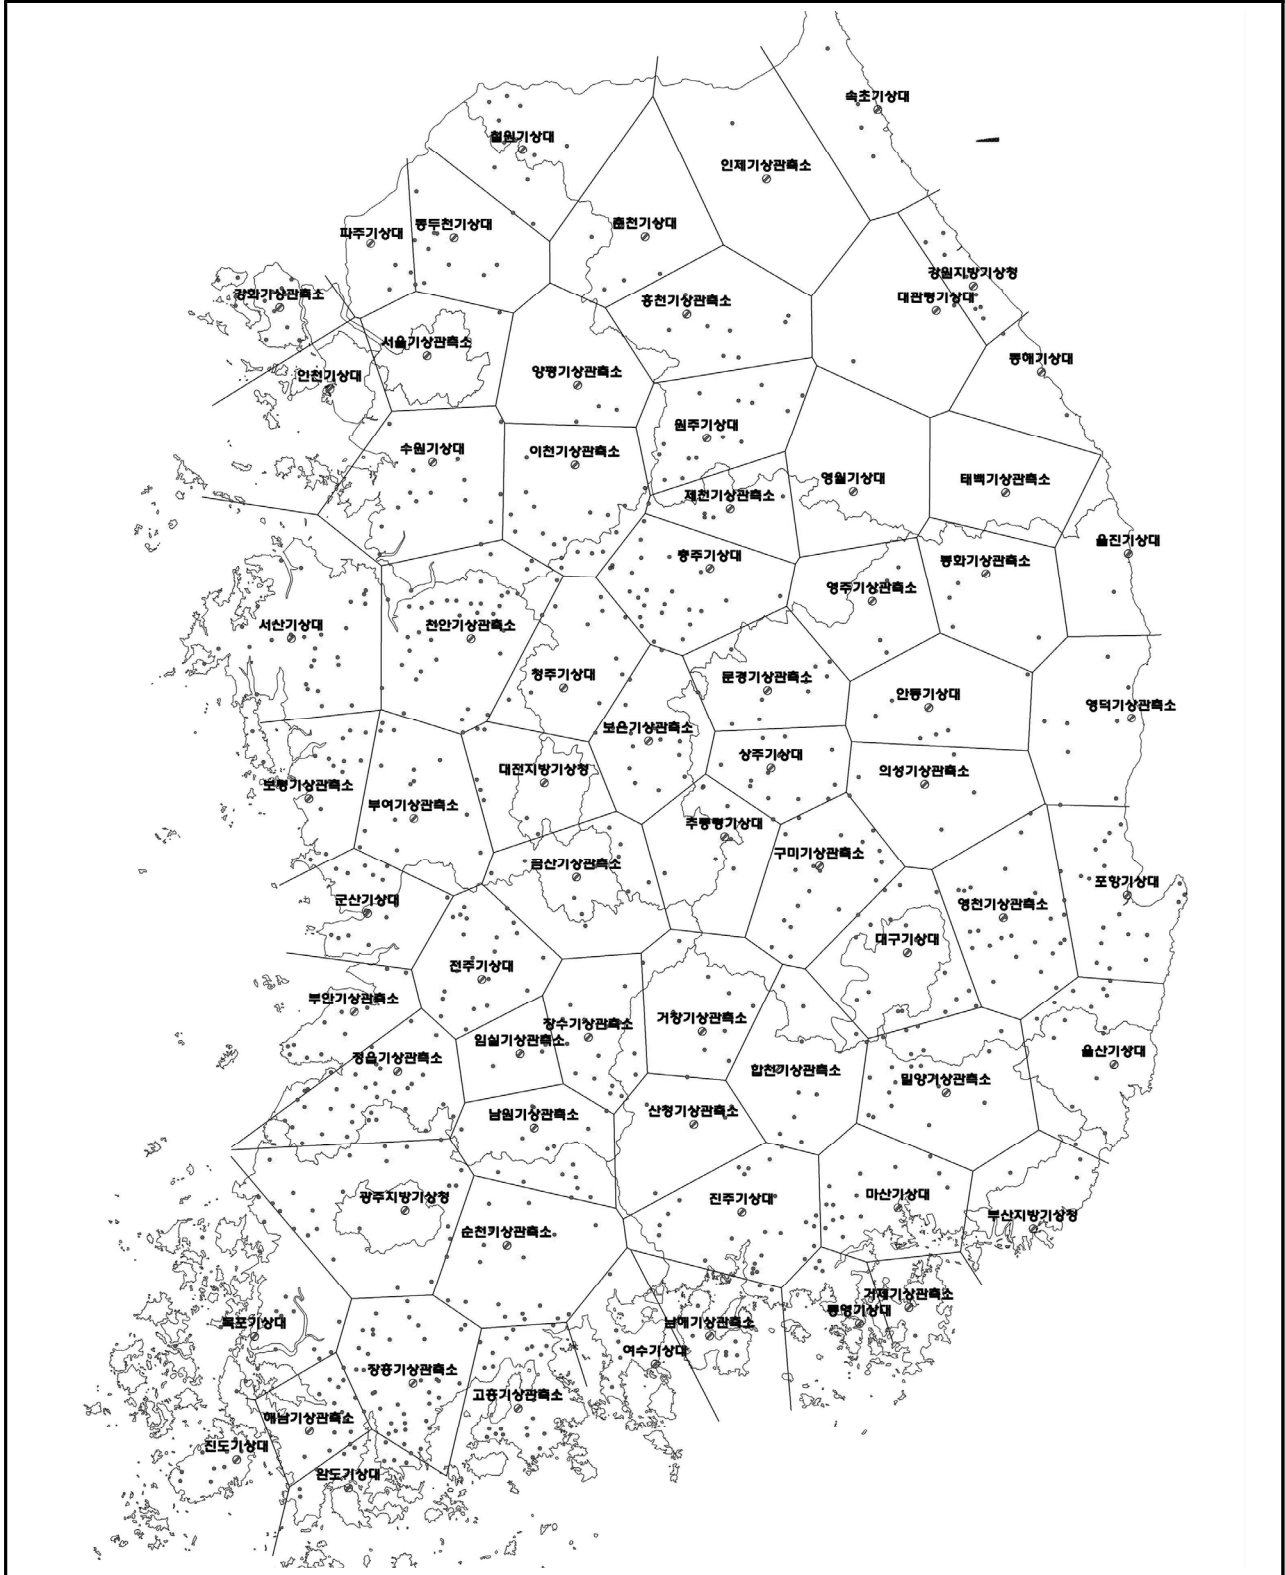 속초기상대
철원기상대
인제기상관측소
춘천기상대
동두천기상대
파주기상대
강원지방기상청
강화기상관측소
대관령기상대
홍천기상관측소
서울기상관측소
동해기상대
양평기상관측소
인천기상대
원주기상대
수원기상대
이천기상관측소
영월기상대
태백기상관측소
제천기상관측소
울진기상대
충주기상대
봉화기상관측소
영주기상관측소
서산기상대
천안기상관측소
청주기상대
문경기상관측소
안동기상대
영덕기상관측소
보은기상관측소
상주기상대
대전지방기상청
의성기상관측소
보령기상관측소
부여기상관측소
추풍령기상대
구미기상관측소
금산기상관측소
포항기상대
군산기상대
영천기상관측소
대구기상대
전주기상대
부안기상관측소
거창기상관측소
장수기상관측소
임실기상관측소
울산기상대
정읍기상관측소
합천기상관측소
밀양기상관측소
남원기상관측소
산청기상관측소
광주지방기상청
진주기상대
마산기상대
부산지방기상청
순천기상관측소
거제기상관측소
통영기상대
목포기상대
남해기상관측소
여수기상대
장흥기상관측소
고흥기상관측소
해남기상관측소
진도기상대
완도기상대